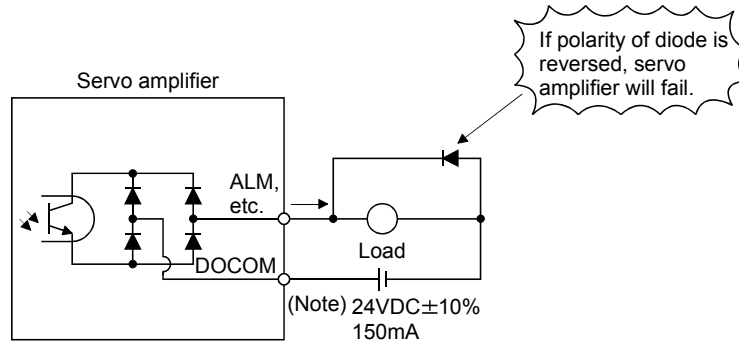 If polarity of diode is
reversed, servo
amplifier will fail.
Servo amplifier
ALM,
etc.
Load
DOCOM
(Note) 24VDC±10%
150mA